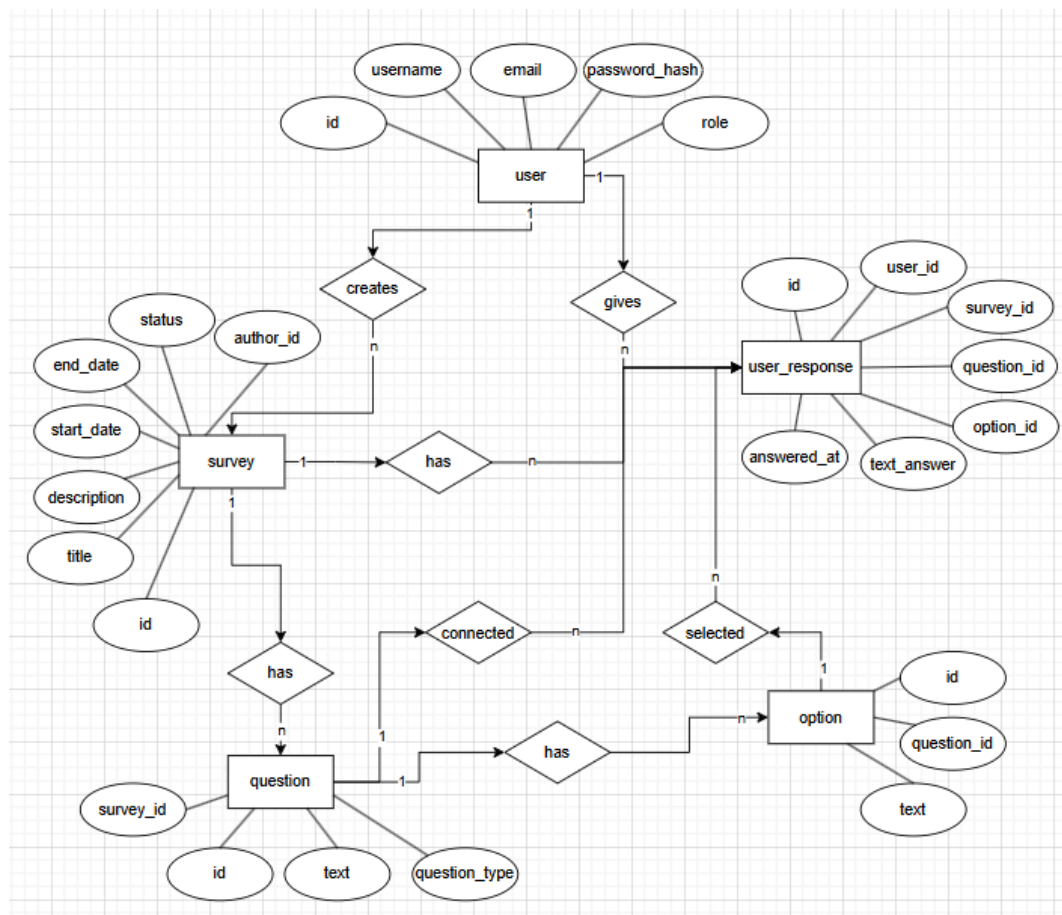 username
email
password_hash
id
role
user
1
1
creates
gives
n
n
id
user_id
survey_id
question_id
option_id
text_answer
answered_at
user_response
status
author_id
end_date
start_date
description
title
id
survey
1
has
n
1
has
n
connected
n
1
selected
n
1
question
1
has
n
option
id
question_id
text
survey_id
id
text
question_type